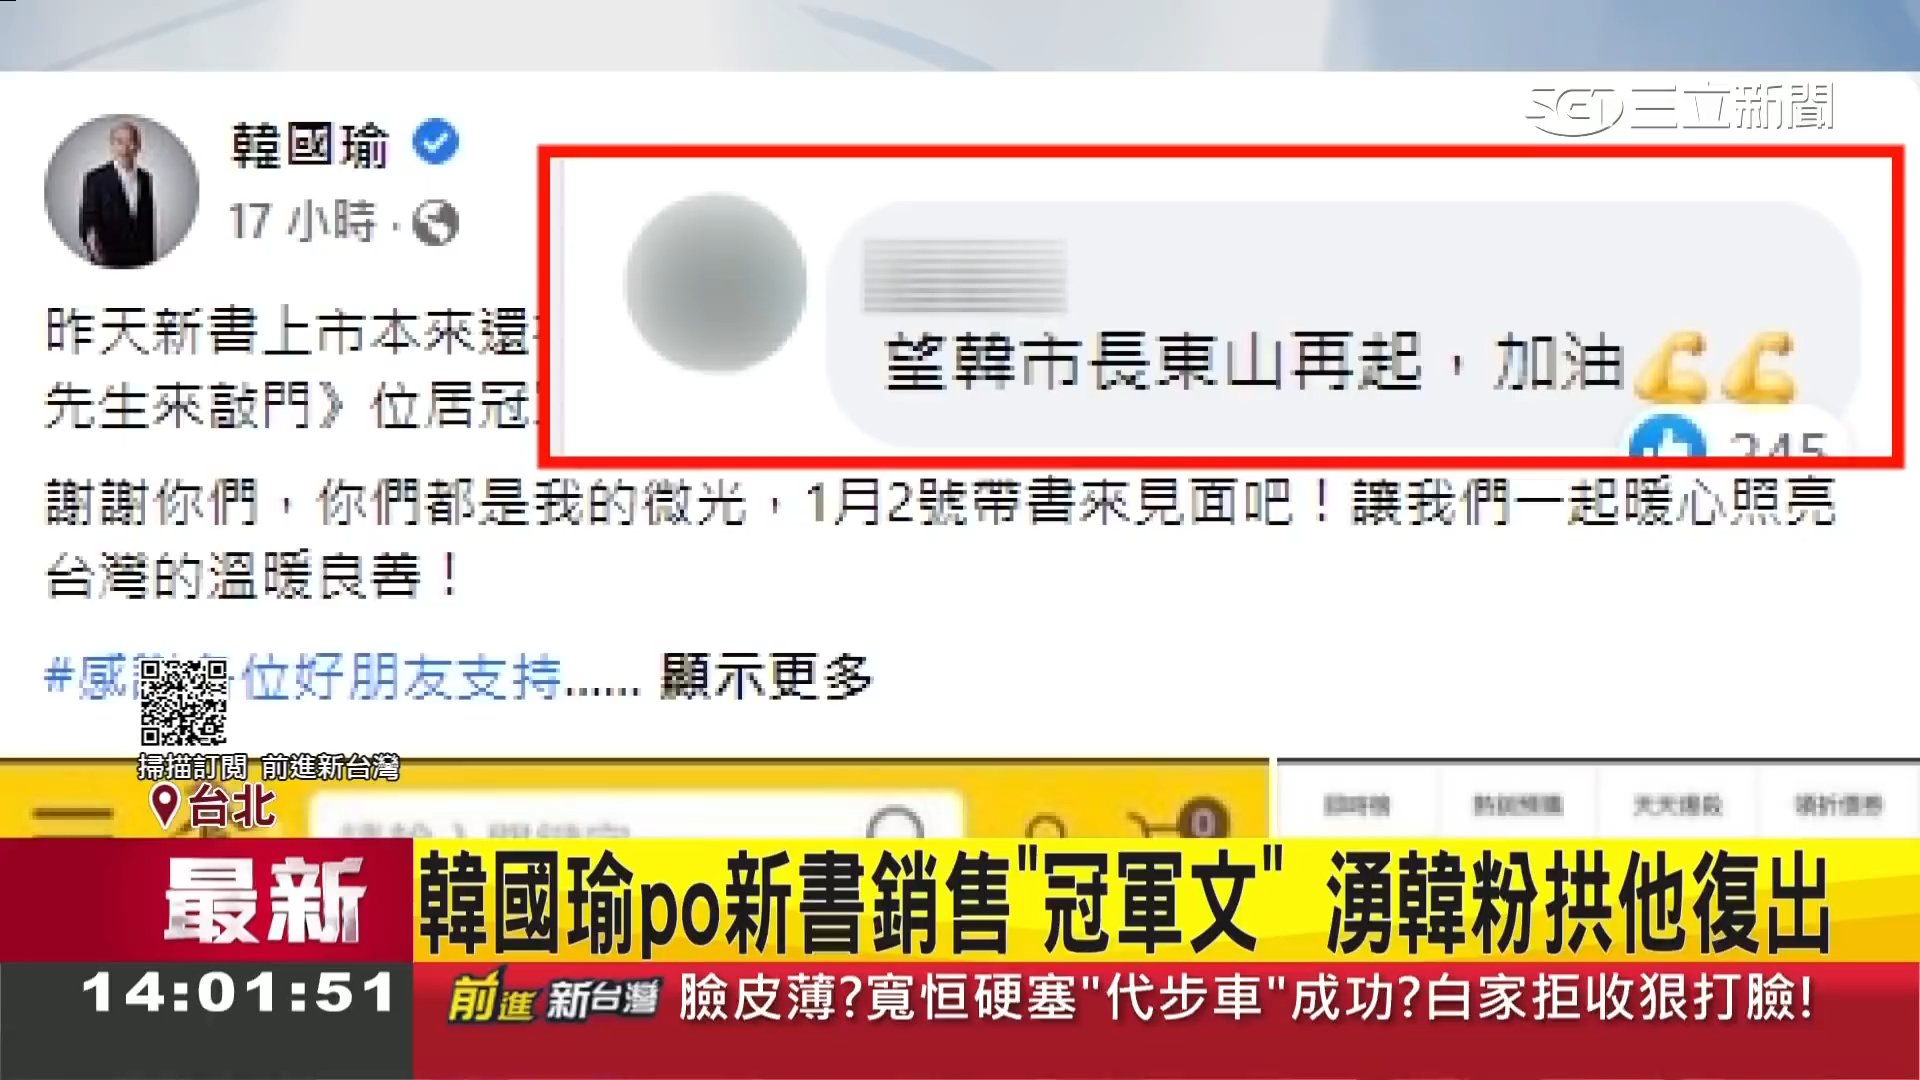 SET三立新聞
韓國瑜
17 小時
昨天新書上市本來還
先生來敲門》位居冠
望韓市長東山再起，加油
245
謝謝你們，你們都是我的微光，1月2號帶書來見面吧！讓我們一起暖心照亮
台灣的溫暖良善！
#感謝各位好朋友支持...... 顯示更多
掃描訂閱 前進新台灣
台北
0
最新
韓國瑜po新書銷售"冠軍文" 湧韓粉拱他復出
14:01:51
前進新台灣 臉皮薄?寬恒硬塞"代步車"成功?白家拒收狠打臉!